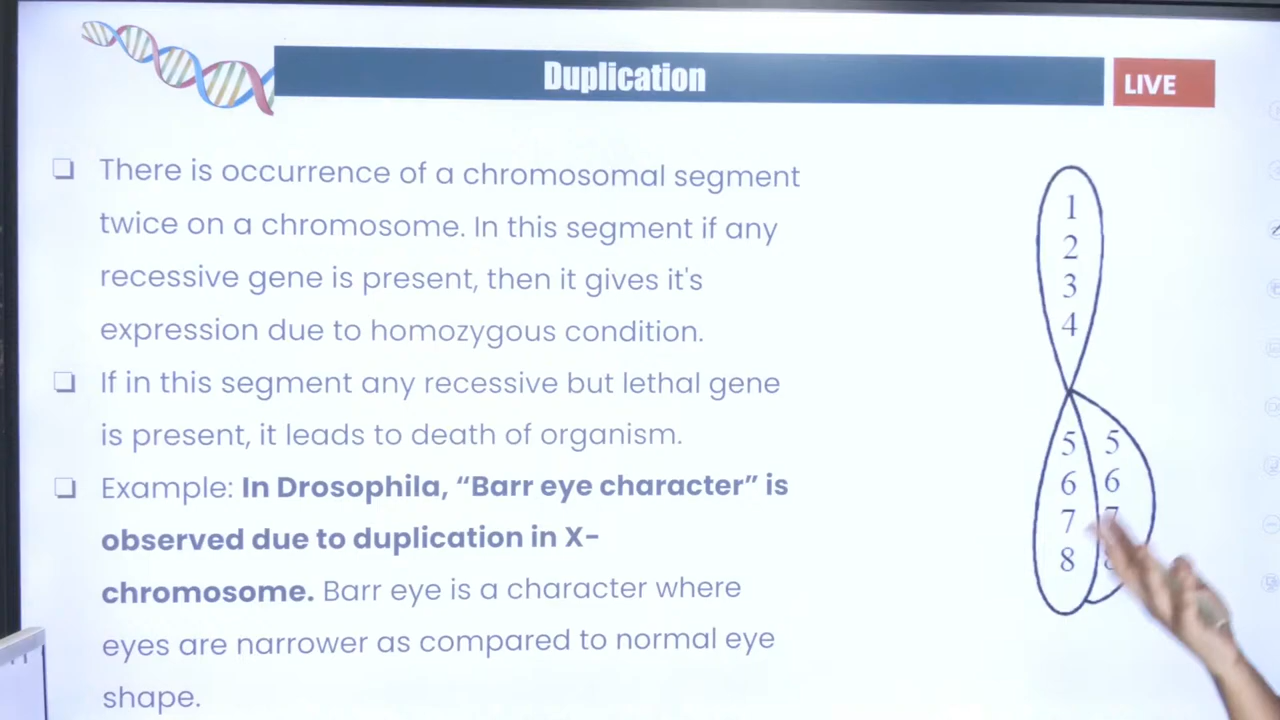 Duplication
LIVE
There is occurrence of a chromosomal segment
twice on a chromosome. In this segment if any
recessive gene is present, then it gives it's
expression due to homozygous condition.
If in this segment any recessive but lethal gene
is present, it leads to death of organism.
Example: In Drosophila, “Barr eye character” is
observed due to duplication in X-
chromosome. Barr eye is a character where
eyes are narrower as compared to normal eye
shape.
1
2
3
4
5 5
6 6
7 7
8